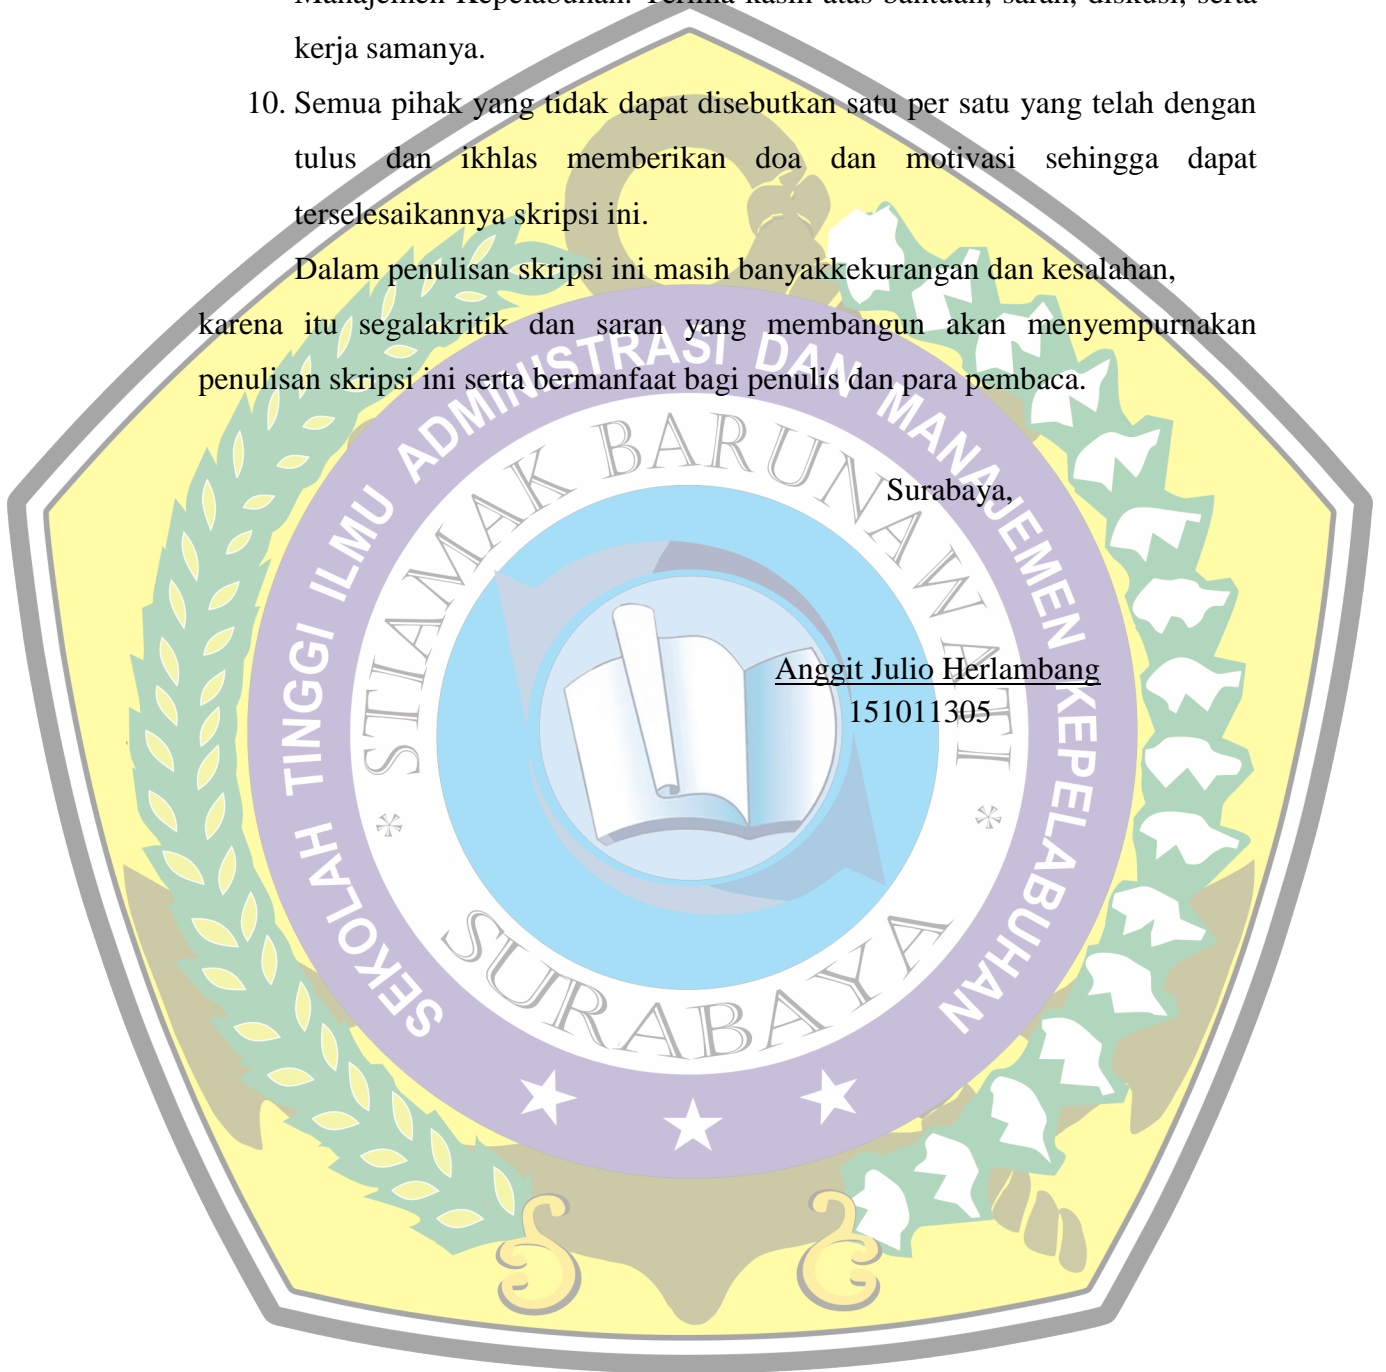 Manajemen Kepelabuhan. Terima kasih atas bantuan, saran, diskusi, serta
kerja samanya.
10. Semua pihak yang tidak dapat disebutkan satu per satu yang telah dengan
tulus dan ikhlas memberikan doa dan motivasi sehingga dapat
terselesaikannya skripsi ini.
Dalam penulisan skripsi ini masih banyakkekurangan dan kesalahan,
karena itu segalakritik dan saran yang membangun akan menyempurnakan
penulisan skripsi ini serta bermanfaat bagi penulis dan para pembaca.
Surabaya,
Anggit Julio Herlambang
151011305
SEKOLAH TINGGI ILMU ADMINISTRASI DAN MANAJEMEN KEPELABUHAN
* STIAMAK BARUNAWATI *
SURABAYA